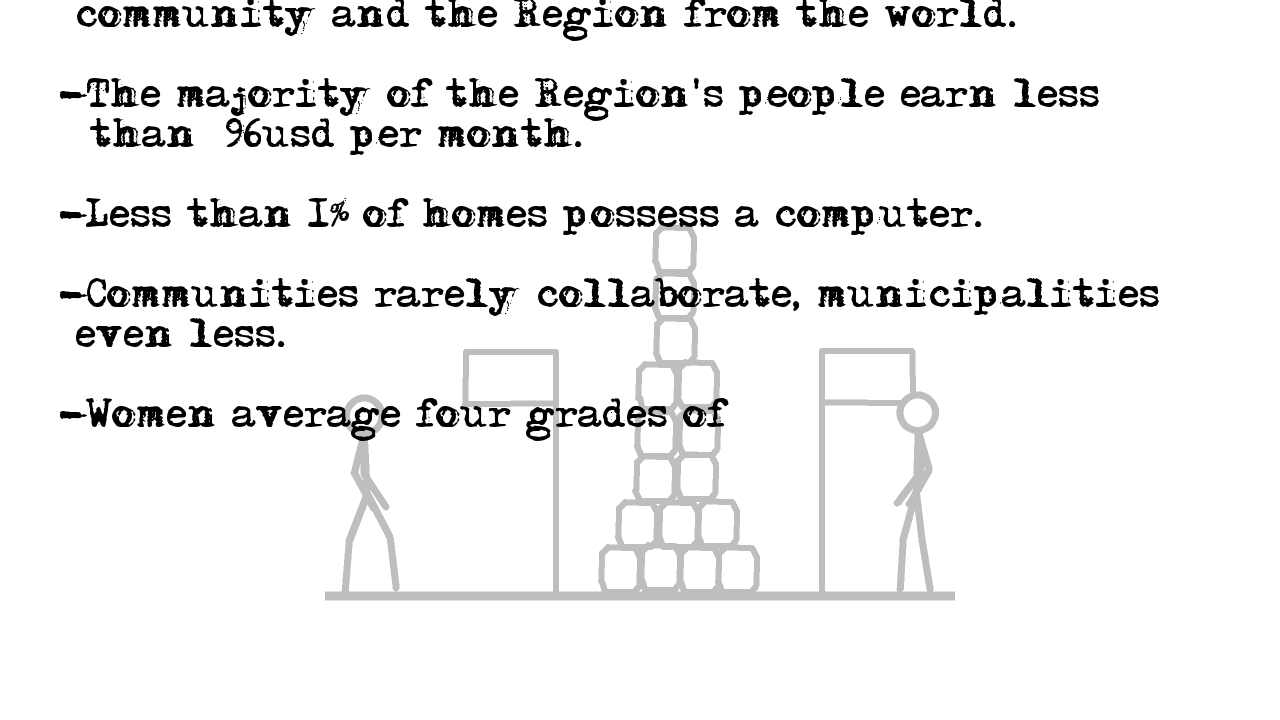 community and the Region from the world.
-The majority of the Region's people earn less
than 96usd per month.
-Less than 1% of homes possess a computer.
-Communities rarely collaborate, municipalities
even less.
-Women average four grades of